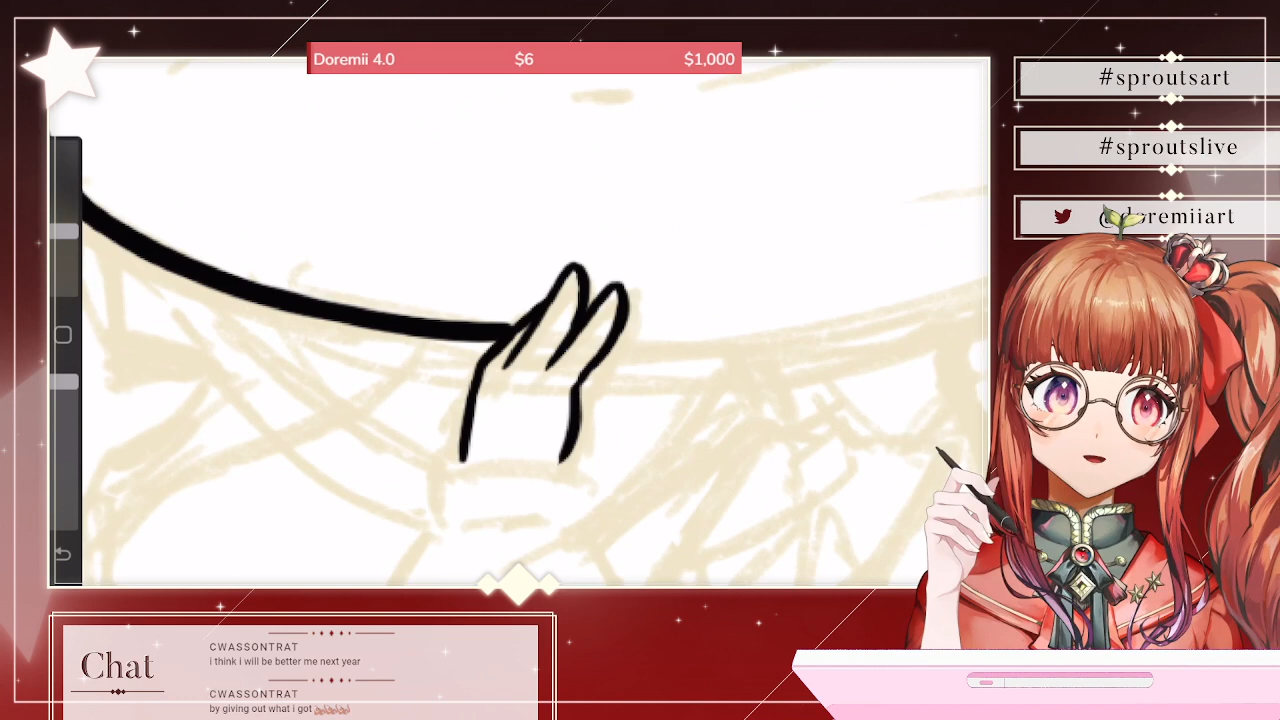 Doremii 4.0 $6 $1,000
#sproutsart
#sproutslive
@doremiiart
Chat
CWASSONTRAT
i think i will be better me next year
CWASSONTRAT
by giving out what i got